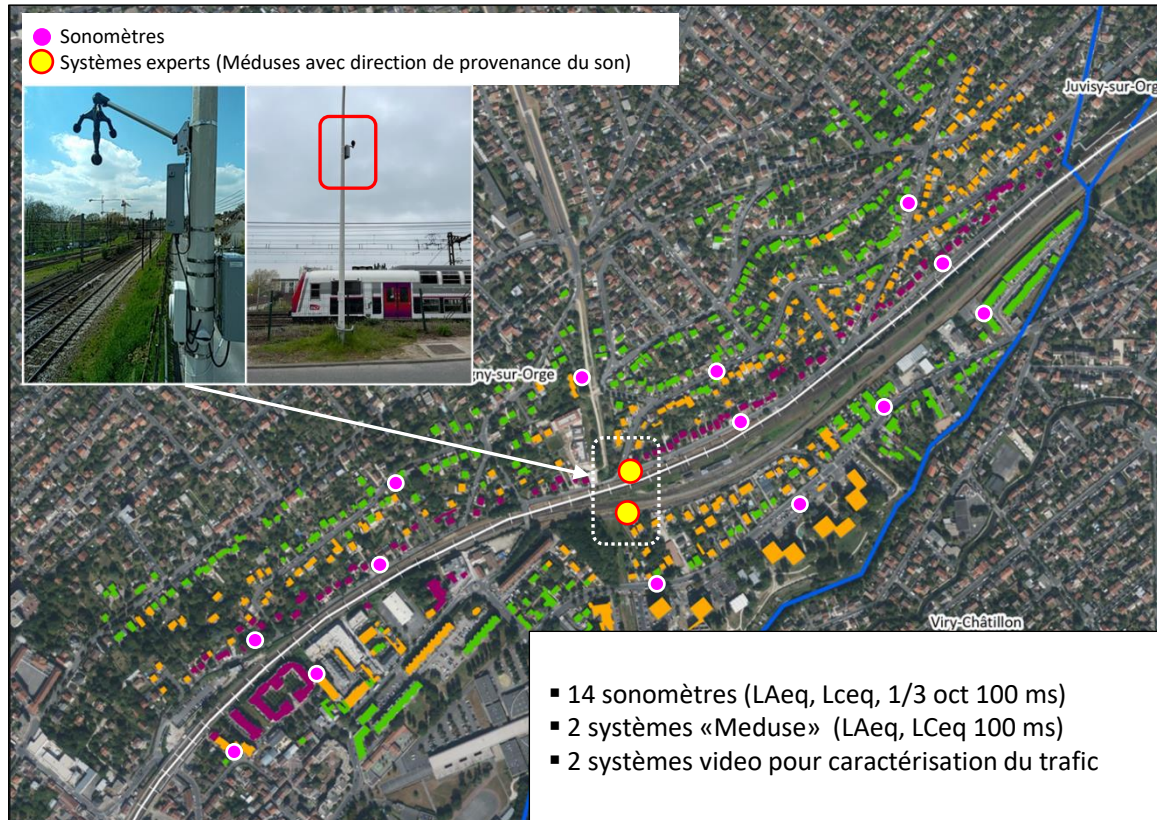 Sonomètres
Systèmes experts (Méduses avec direction de provenance du son)
Juvisy-sur-Org
gny-sur-Orge
Viry-Châtillon
▪ 14 sonomètres (LAeq, Lceq, 1/3 oct 100 ms)
▪ 2 systèmes «Meduse» (LAeq, LCeq 100 ms)
▪ 2 systèmes video pour caractérisation du trafic